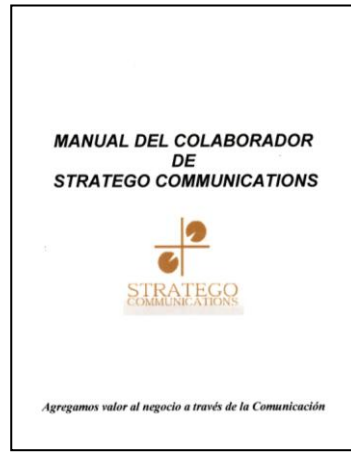 MANUAL DEL COLABORADOR
DE
STRATEGO COMMUNICATIONS
STRATEGO
COMMUNICATIONS
Agregamos valor al negocio a través de la Comunicación